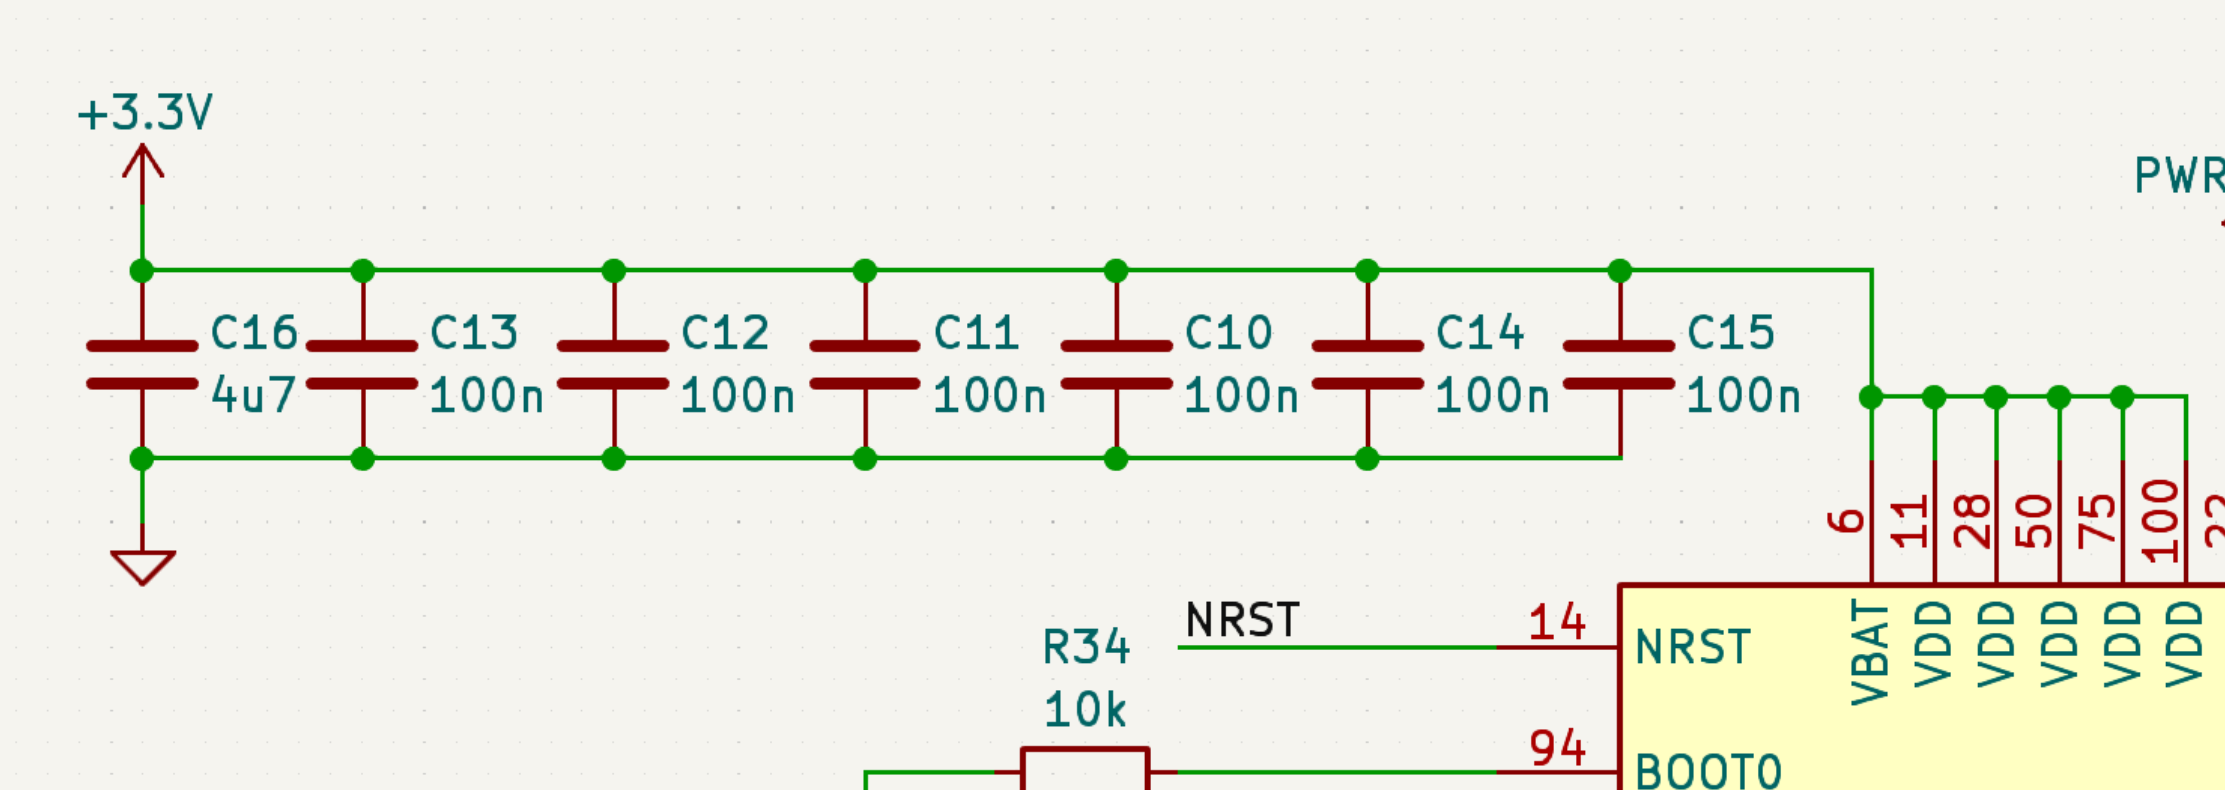 +3.3V
PWR
C16
4u7
C13
100n
C12
100n
C11
100n
C10
100n
C14
100n
C15
100n
6
11
28
50
75
100
22
NRST
14
NRST
VBAT
VDD
VDD
VDD
VDD
VDD
R34
10k
94
BOOT0